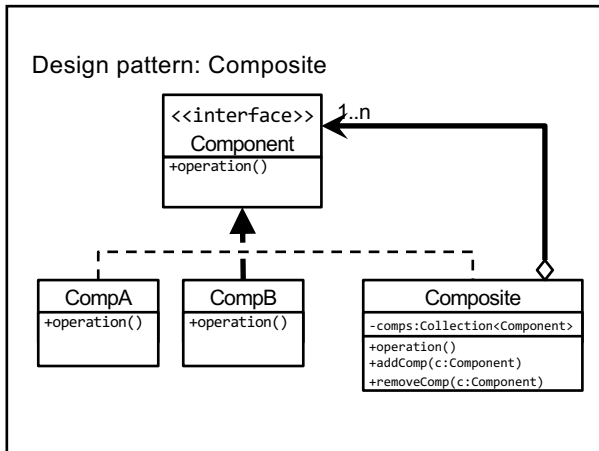 Design pattern: Composite
<<interface>>
Component
+operation()
1..n
CompA
+operation()
CompB
+operation()
Composite
-comps:Collection<Component>
+operation()
+addComp(c:Component)
+removeComp(c:Component)